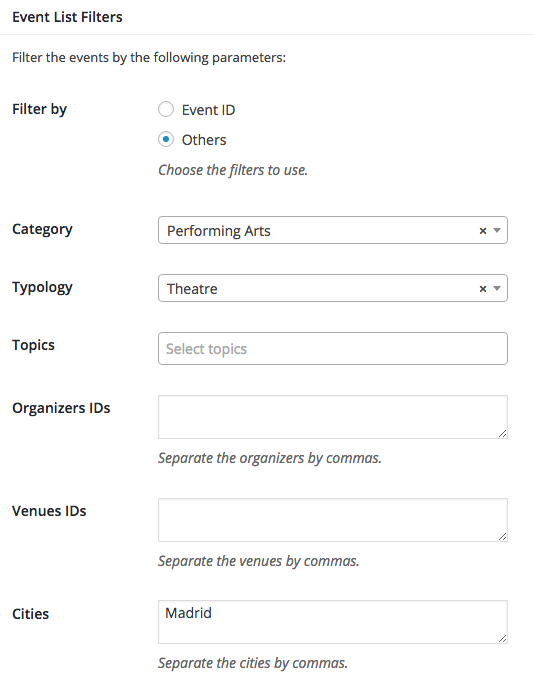 Event List Filters
Filter the events by the following parameters:
Filter by
Event ID
Others
Choose the filters to use.
Category
Performing Arts
×
Typology
Theatre
×
Topics
Select topics
Organizers IDs
Separate the organizers by commas.
Venues IDs
Separate the venues by commas.
Cities
Madrid
Separate the cities by commas.